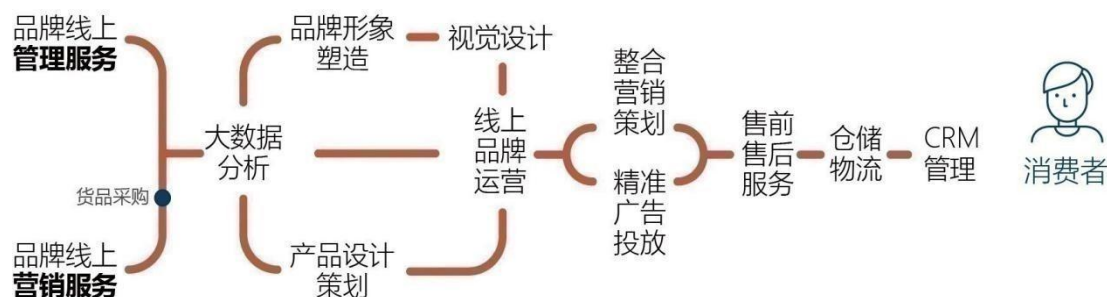 品牌线上
管理服务
货品采购
品牌线上
营销服务
大数据
分析
品牌形象
塑造
视觉设计
产品设计
策划
线上
品牌
运营
整合
营销
策划
精准
广告
投放
售前
售后
服务
仓储
物流
CRM
管理
消费者